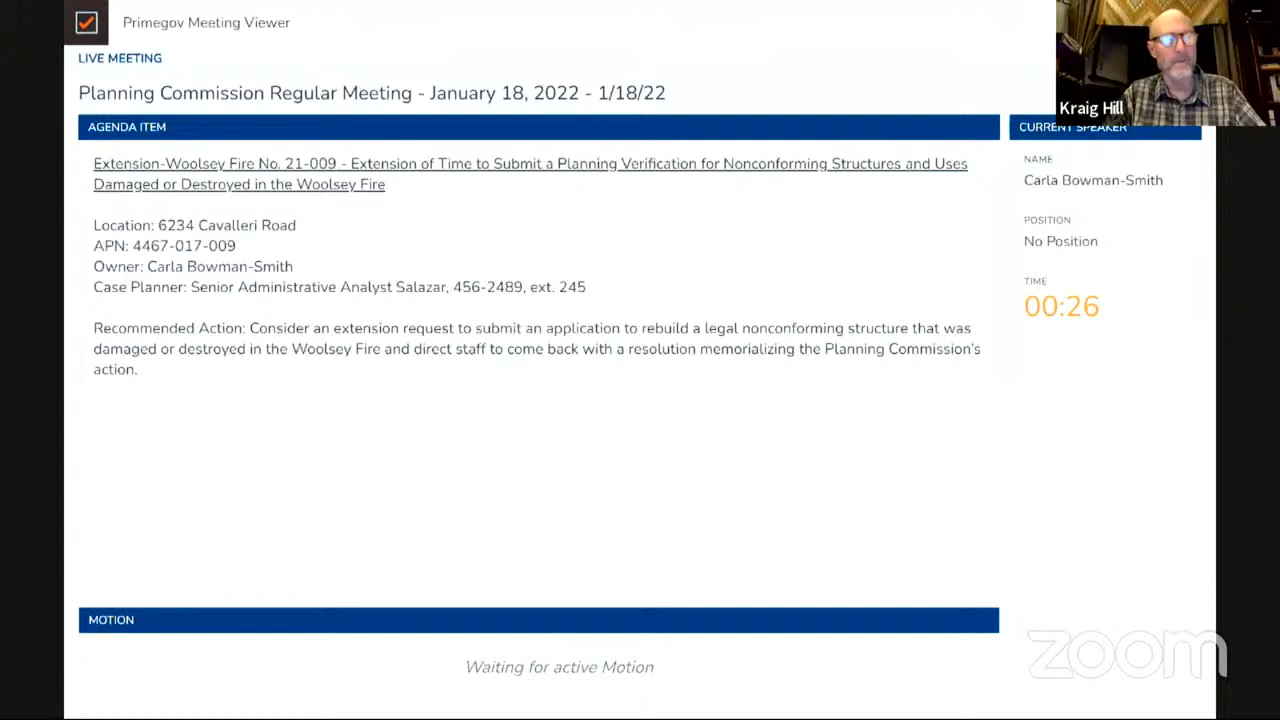 Primegov Meeting Viewer
LIVE MEETING
Planning Commission Regular Meeting - January 18, 2022 - 1/18/22
Kraig Hill
AGENDA ITEM
CURRENT SPEAKER
Extension-Woolsey Fire No. 21-009 - Extension of Time to Submit a Planning Verification for Nonconforming Structures and Uses
Damaged or Destroyed in the Woolsey Fire
Location: 6234 Cavalleri Road
APN: 4467-017-009
Owner: Carla Bowman-Smith
Case Planner: Senior Administrative Analyst Salazar, 456-2489, ext. 245
Recommended Action: Consider an extension request to submit an application to rebuild a legal nonconforming structure that was
damaged or destroyed in the Woolsey Fire and direct staff to come back with a resolution memorializing the Planning Commission's
action.
NAME
Carla Bowman-Smith
POSITION
No Position
TIME
00:26
MOTION
Waiting for active Motion
zoom